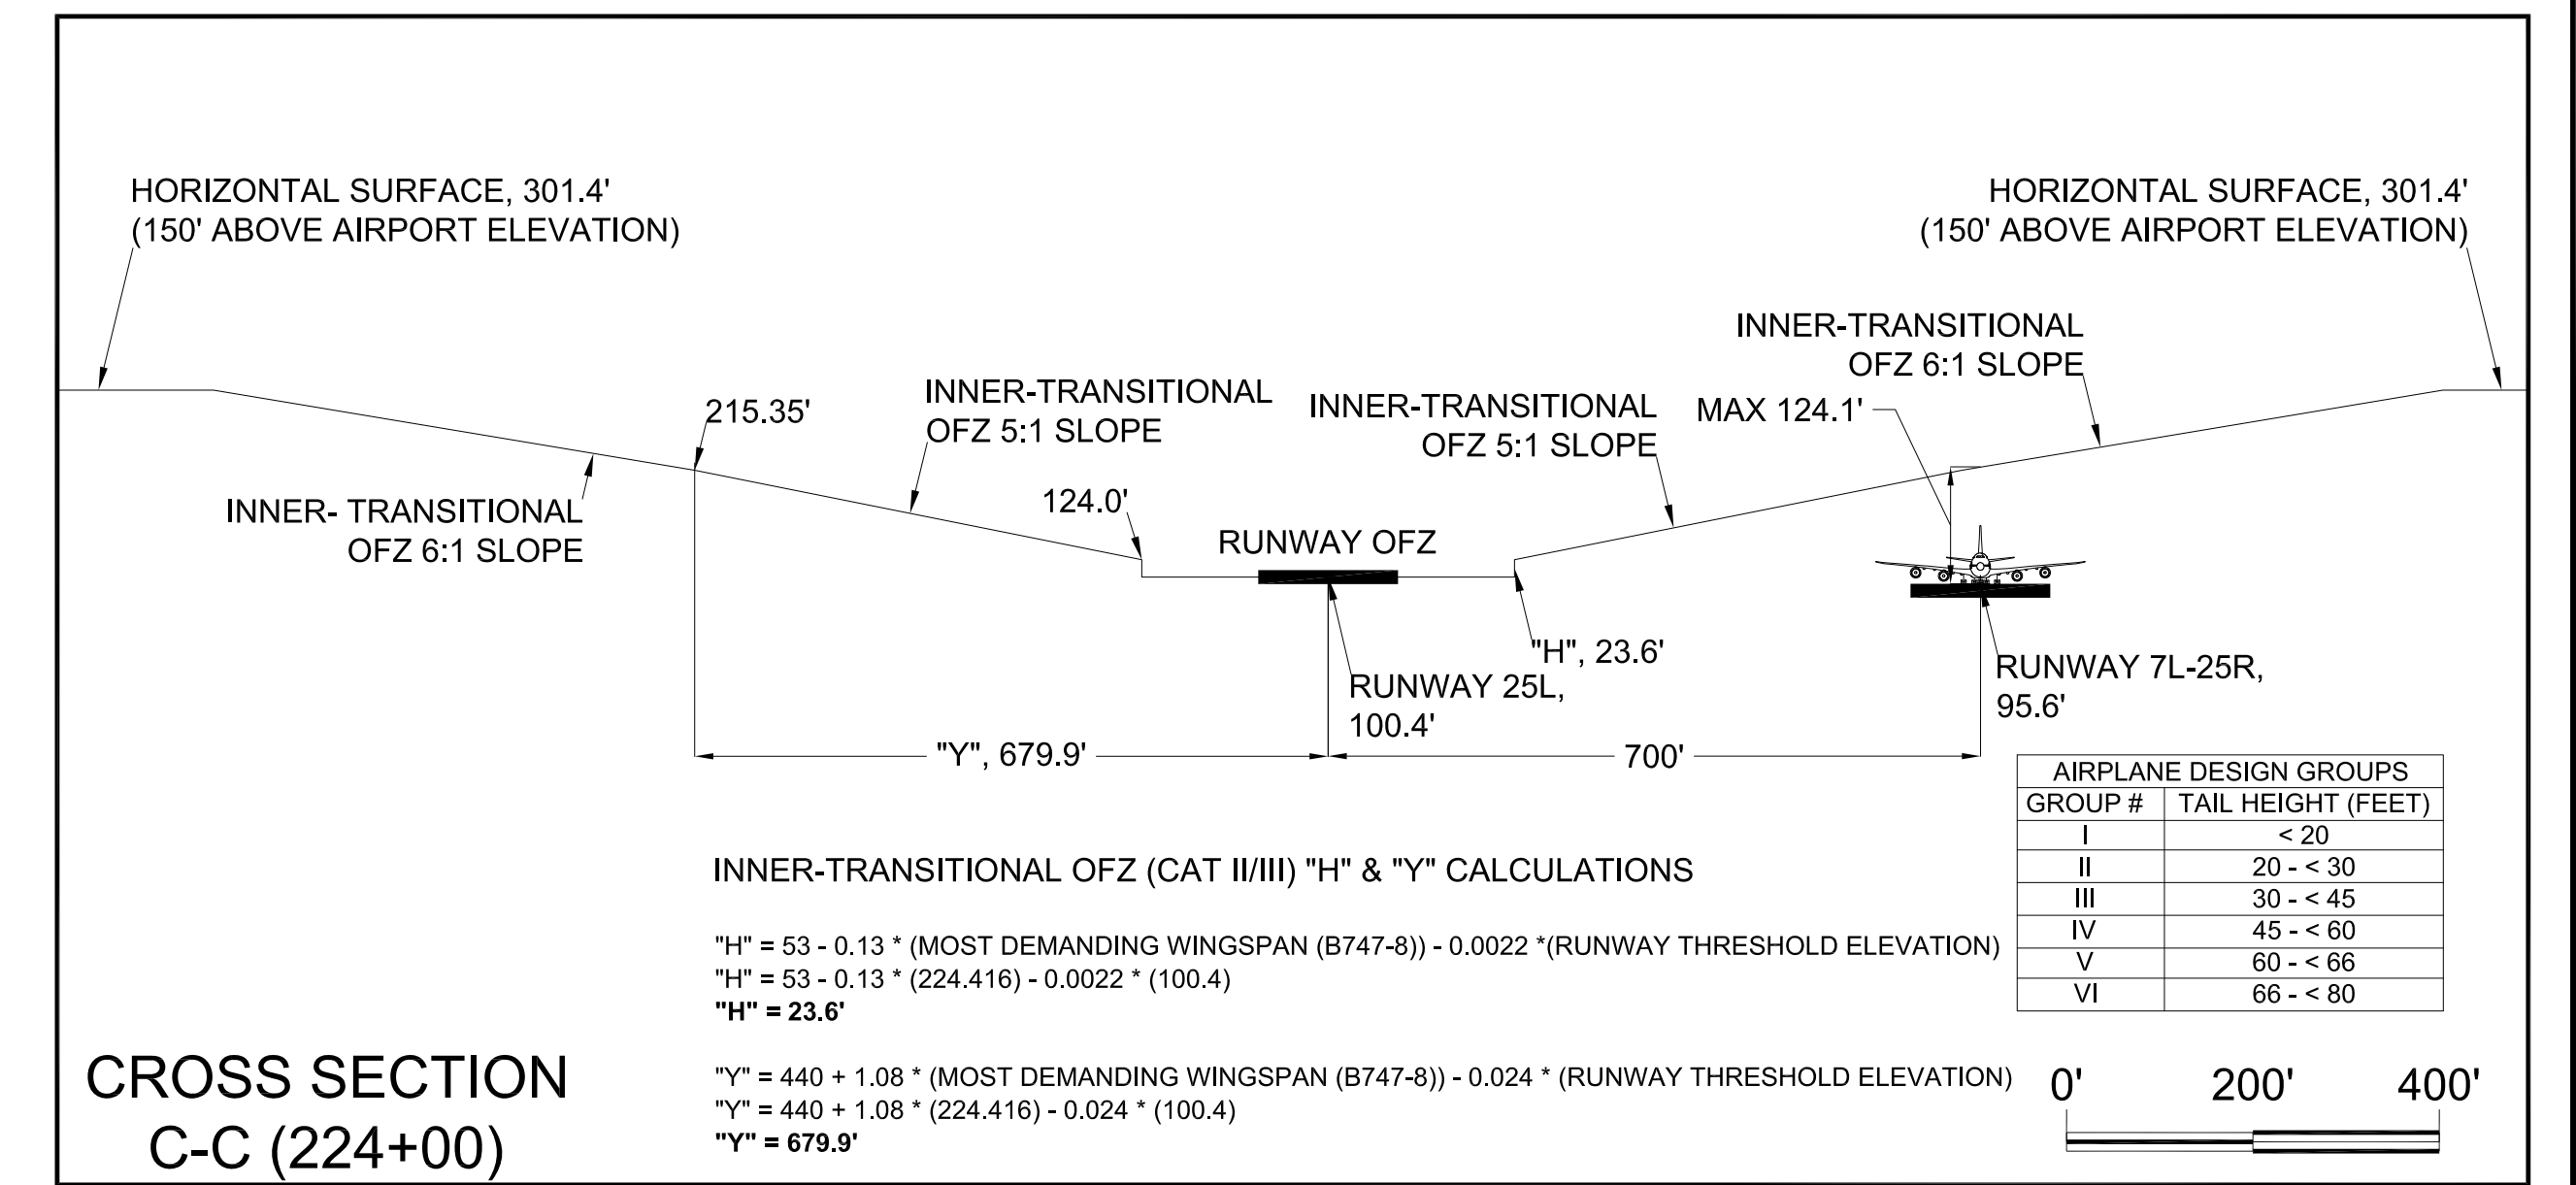 HORIZONTAL SURFACE, 301.4'
(150' ABOVE AIRPORT ELEVATION)
HORIZONTAL SURFACE, 301.4'
(150' ABOVE AIRPORT ELEVATION)
INNER-TRANSITIONAL
OFZ 6:1 SLOPE
215.35'
INNER-TRANSITIONAL
OFZ 5:1 SLOPE
INNER-TRANSITIONAL
OFZ 5:1 SLOPE
MAX 124.1'
INNER- TRANSITIONAL
OFZ 6:1 SLOPE
124.0'
RUNWAY OFZ
"H", 23.6'
RUNWAY 25L,
100.4'
RUNWAY 7L-25R,
95.6'
"Y", 679.9'
700'
AIRPLANE DESIGN GROUPS
GROUP # TAIL HEIGHT (FEET)
I < 20
II 20 - < 30
III 30 - < 45
IV 45 - < 60
V 60 - < 66
VI 66 - < 80
INNER-TRANSITIONAL OFZ (CAT II/III) "H" & "Y" CALCULATIONS
"H" = 53 - 0.13 * (MOST DEMANDING WINGSPAN (B747-8)) - 0.0022 *(RUNWAY THRESHOLD ELEVATION)
"H" = 53 - 0.13 * (224.416) - 0.0022 * (100.4)
"H" = 23.6'
"Y" = 440 + 1.08 * (MOST DEMANDING WINGSPAN (B747-8)) - 0.024 * (RUNWAY THRESHOLD ELEVATION)
"Y" = 440 + 1.08 * (224.416) - 0.024 * (100.4)
"Y" = 679.9'
CROSS SECTION
C-C (224+00)
0' 200' 400'